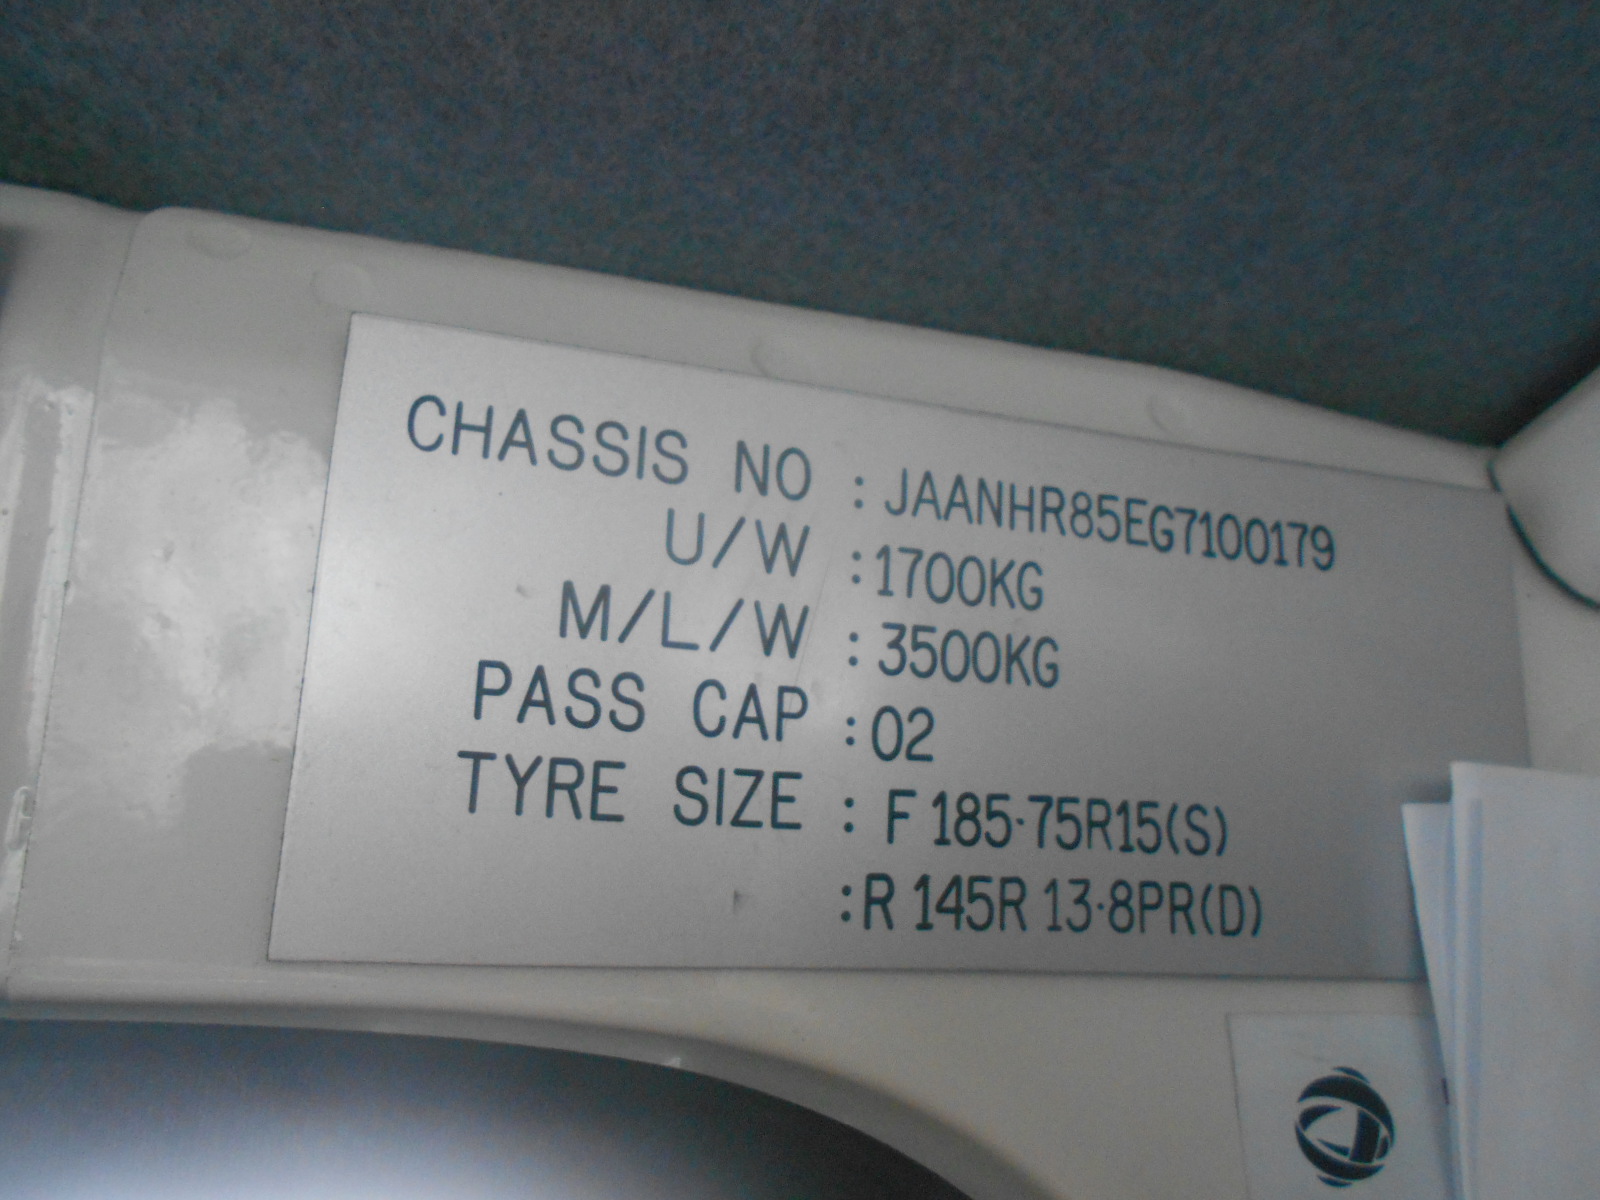 CHASSIS NO : JAANHR85EG7100179
U/W : 1700KG
M/L/W : 3500KG
PASS CAP : 02
TYRE SIZE : F 185·75R15(S)
: R 145R 13·8PR(D)